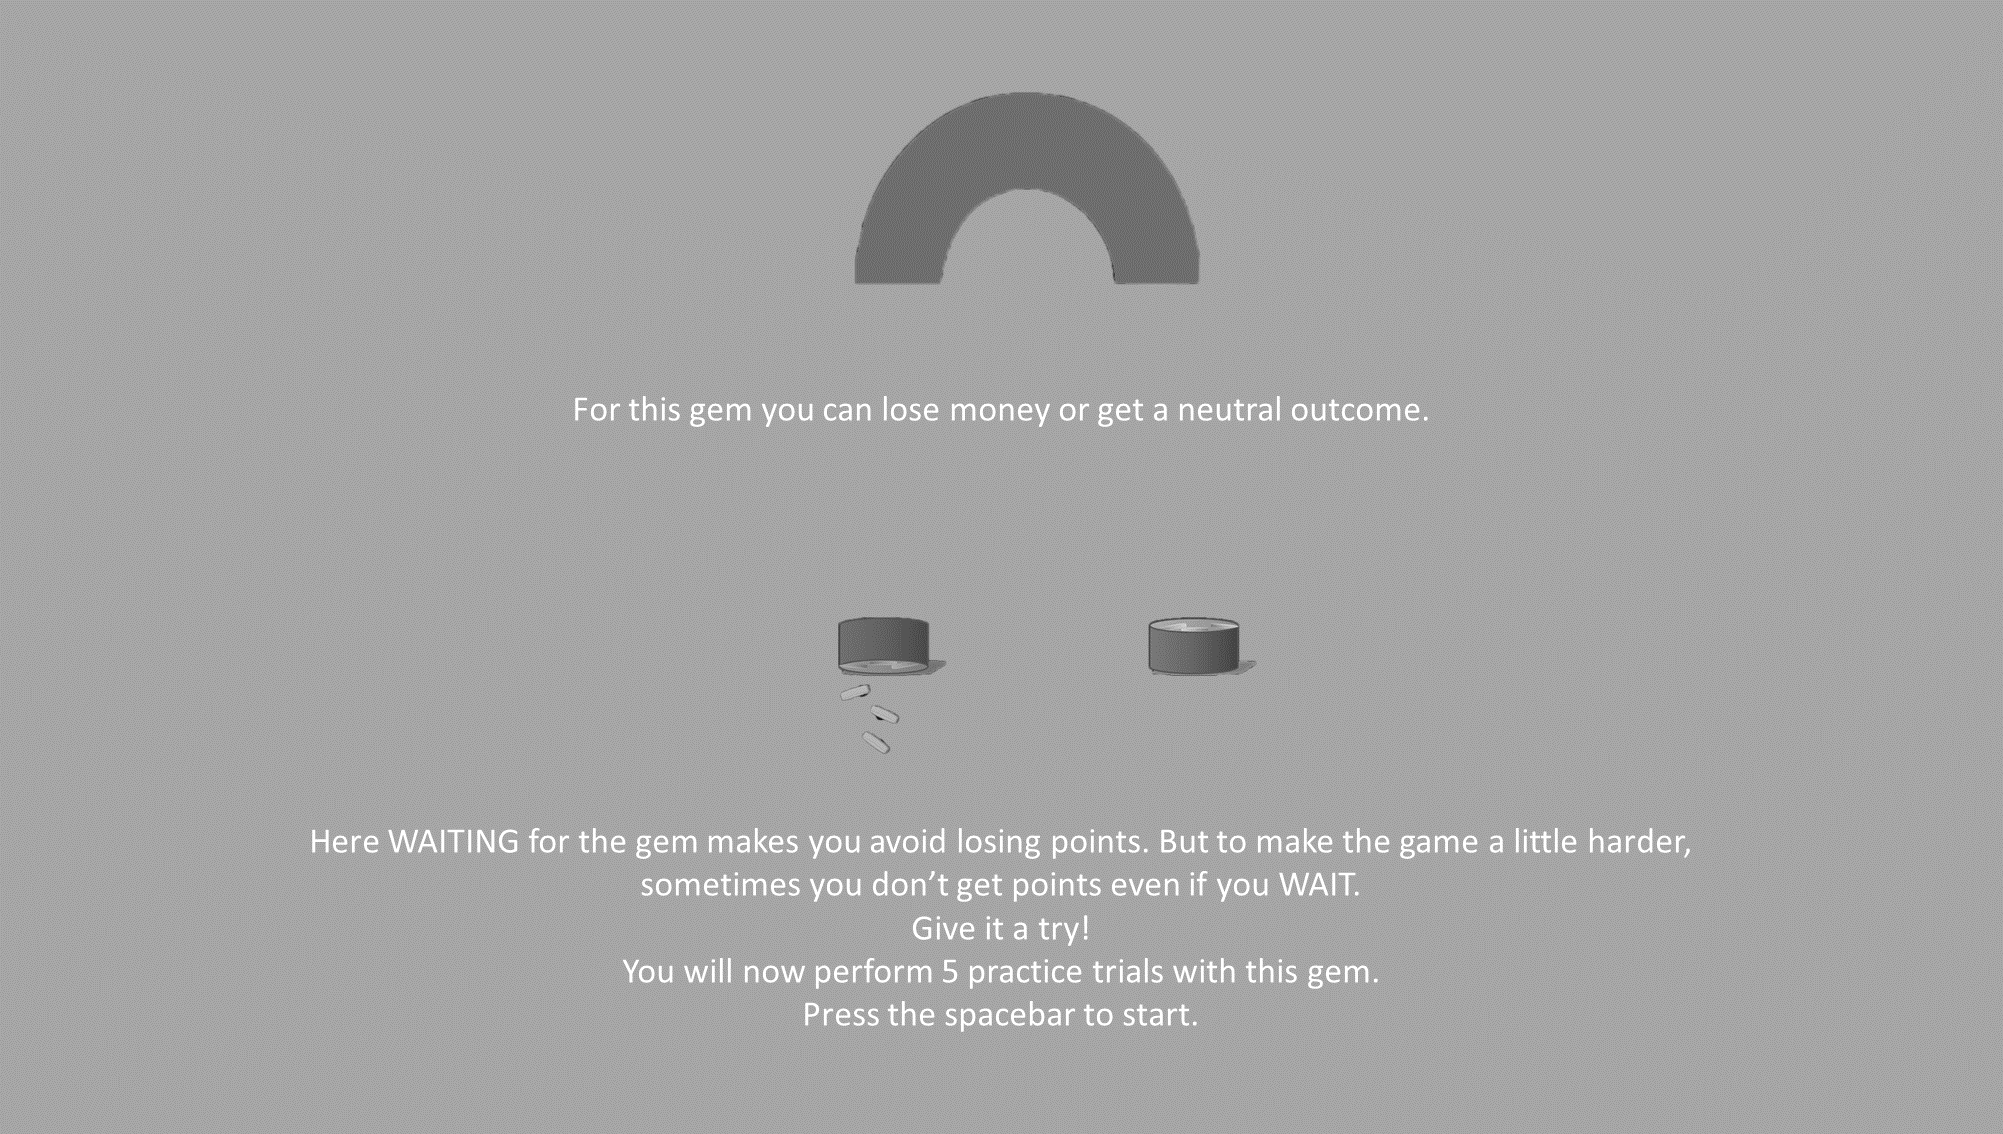 For this gem you can lose money or get a neutral outcome.
Here WAITING for the gem makes you avoid losing points. But to make the game a little harder,
sometimes you don’t get points even if you WAIT.
Give it a try!
You will now perform 5 practice trials with this gem.
Press the spacebar to start.